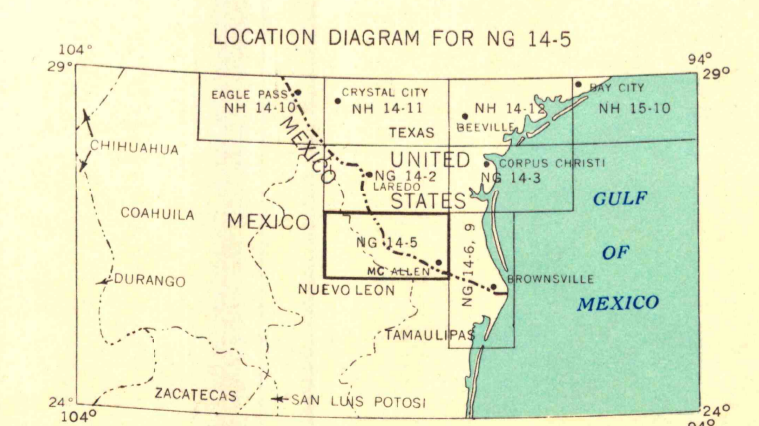 LOCATION DIAGRAM FOR NG 14-5
104°
94°
29°
29°
EAGLE PASS
NH 14-10
CRYSTAL CITY
NH 14-11
NH 14-12
BEEVILLE
BAY CITY
NH 15-10
TEXAS
MEXICO
CHIHUAHUA
UNITED
STATES
CORPUS CHRISTI
NG 14-3
NG 14-2
LAREDO
COAHUILA
MEXICO
GULF
OF
MEXICO
NG 14-5
MC ALLEN
NG 14-6, 9
BROWNSVILLE
DURANGO
NUEVO LEON
TAMAULIPAS
ZACATECAS
SAN LUIS POTOSI
24°
24°
104°
94°